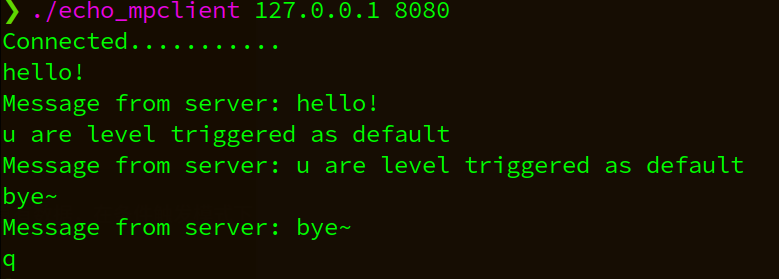 ❯ ./echo_mpclient 127.0.0.1 8080
Connected...........
hello!
Message from server: hello!
u are level triggered as default
Message from server: u are level triggered as default
bye~
Message from server: bye~
q